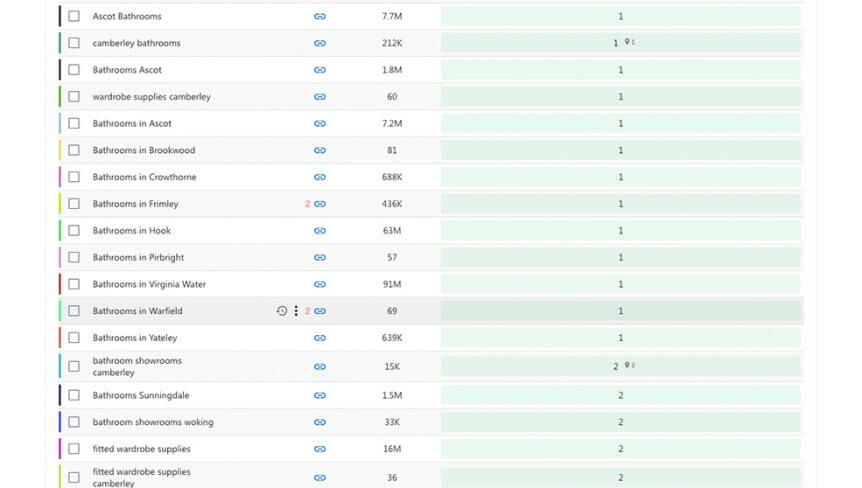 Ascot Bathrooms 7.7M 1
camberley bathrooms 212K 1 1
Bathrooms Ascot 1.8M 1
wardrobe supplies camberley 60 1
Bathrooms in Ascot 7.2M 1
Bathrooms in Brookwood 81 1
Bathrooms in Crowthorne 688K 1
Bathrooms in Frimley 2 436K 1
Bathrooms in Hook 63M 1
Bathrooms in Pirbright 57 1
Bathrooms in Virginia Water 91M 1
Bathrooms in Warfield 2 69 1
Bathrooms in Yateley 639K 1
bathroom showrooms
camberley 15K 2 3
Bathrooms Sunningdale 1.5M 2
bathroom showrooms woking 33K 2
fitted wardrobe supplies 16M 2
fitted wardrobe supplies
camberley 36 2